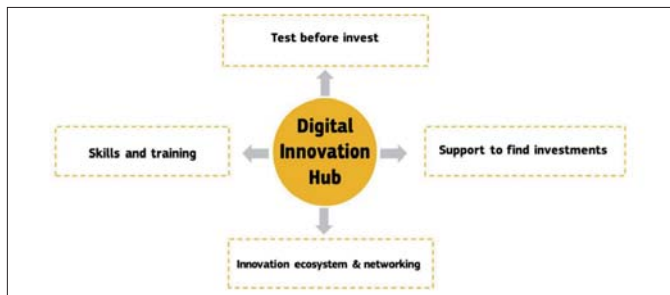 Test before invest
Digital
Innovation
Hub
Skills and training
Support to find investments
Innovation ecosystem & networking